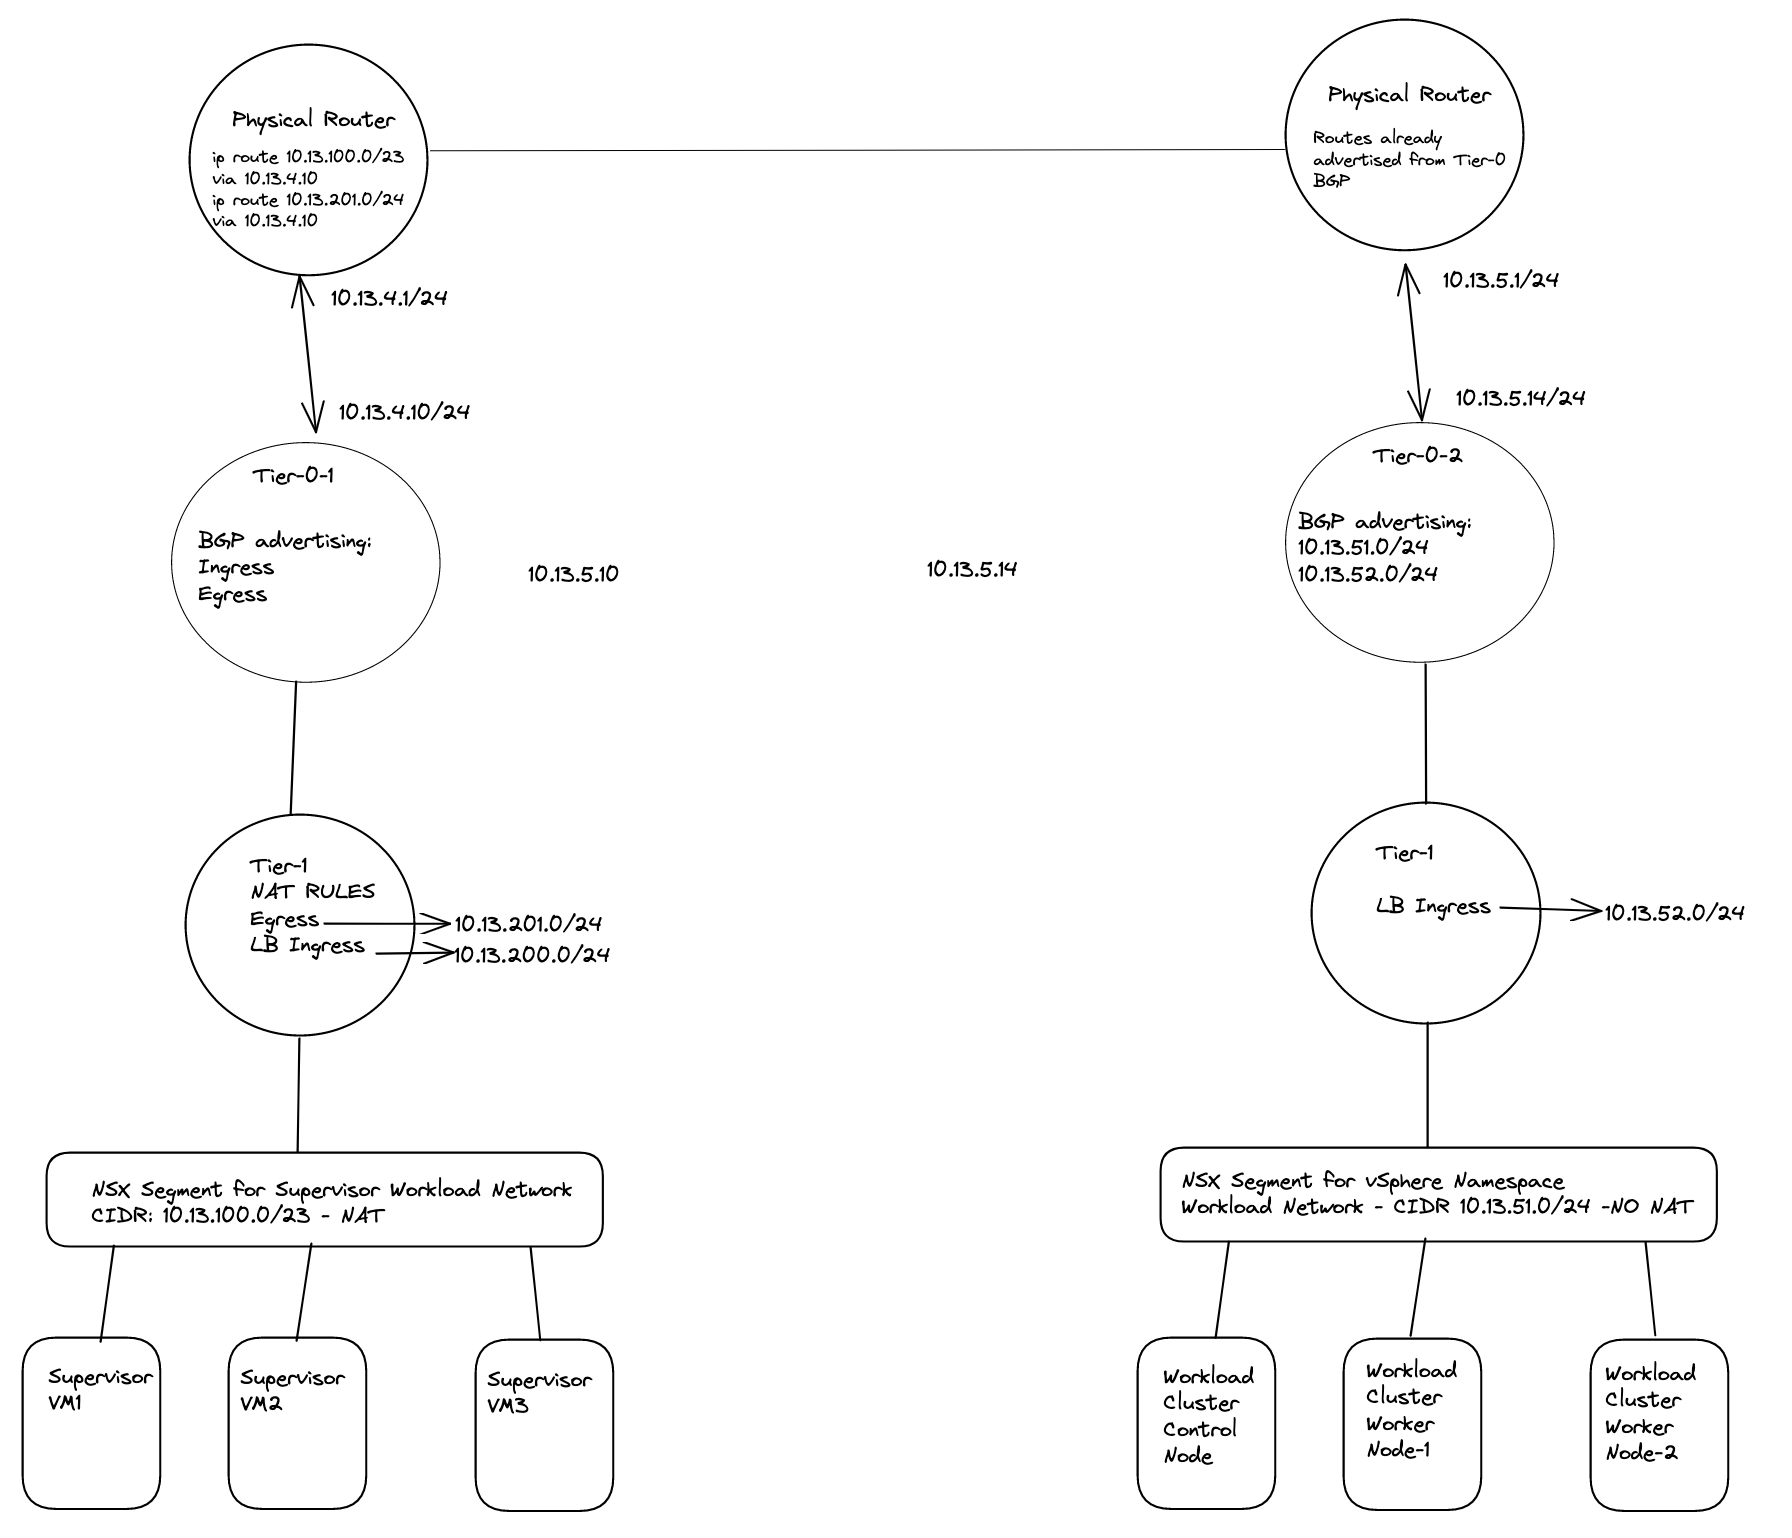 Physical Router
ip route 10.13.100.0/23
via 10.13.4.10
ip route 10.13.201.0/24
via 10.13.4.10
Physical Router
Routes already
advertised from Tier-0
BGP
10.13.4.1/24
10.13.5.1/24
10.13.4.10/24
10.13.5.14/24
Tier-0-1
BGP advertising:
Ingress
Egress
10.13.5.10
10.13.5.14
Tier-0-2
BGP advertising:
10.13.51.0/24
10.13.52.0/24
Tier-1
NAT RULES
Egress 10.13.201.0/24
LB Ingress 10.13.200.0/24
Tier-1
LB Ingress 10.13.52.0/24
NSX Segment for Supervisor Workload Network
CIDR: 10.13.100.0/23 - NAT
NSX Segment for vSphere Namespace
Workload Network - CIDR 10.13.51.0/24 -NO NAT
Supervisor
VM1
Supervisor
VM2
Supervisor
VM3
Workload
Cluster
Control
Node
Workload
Cluster
Worker
Node-1
Workload
Cluster
Worker
Node-2